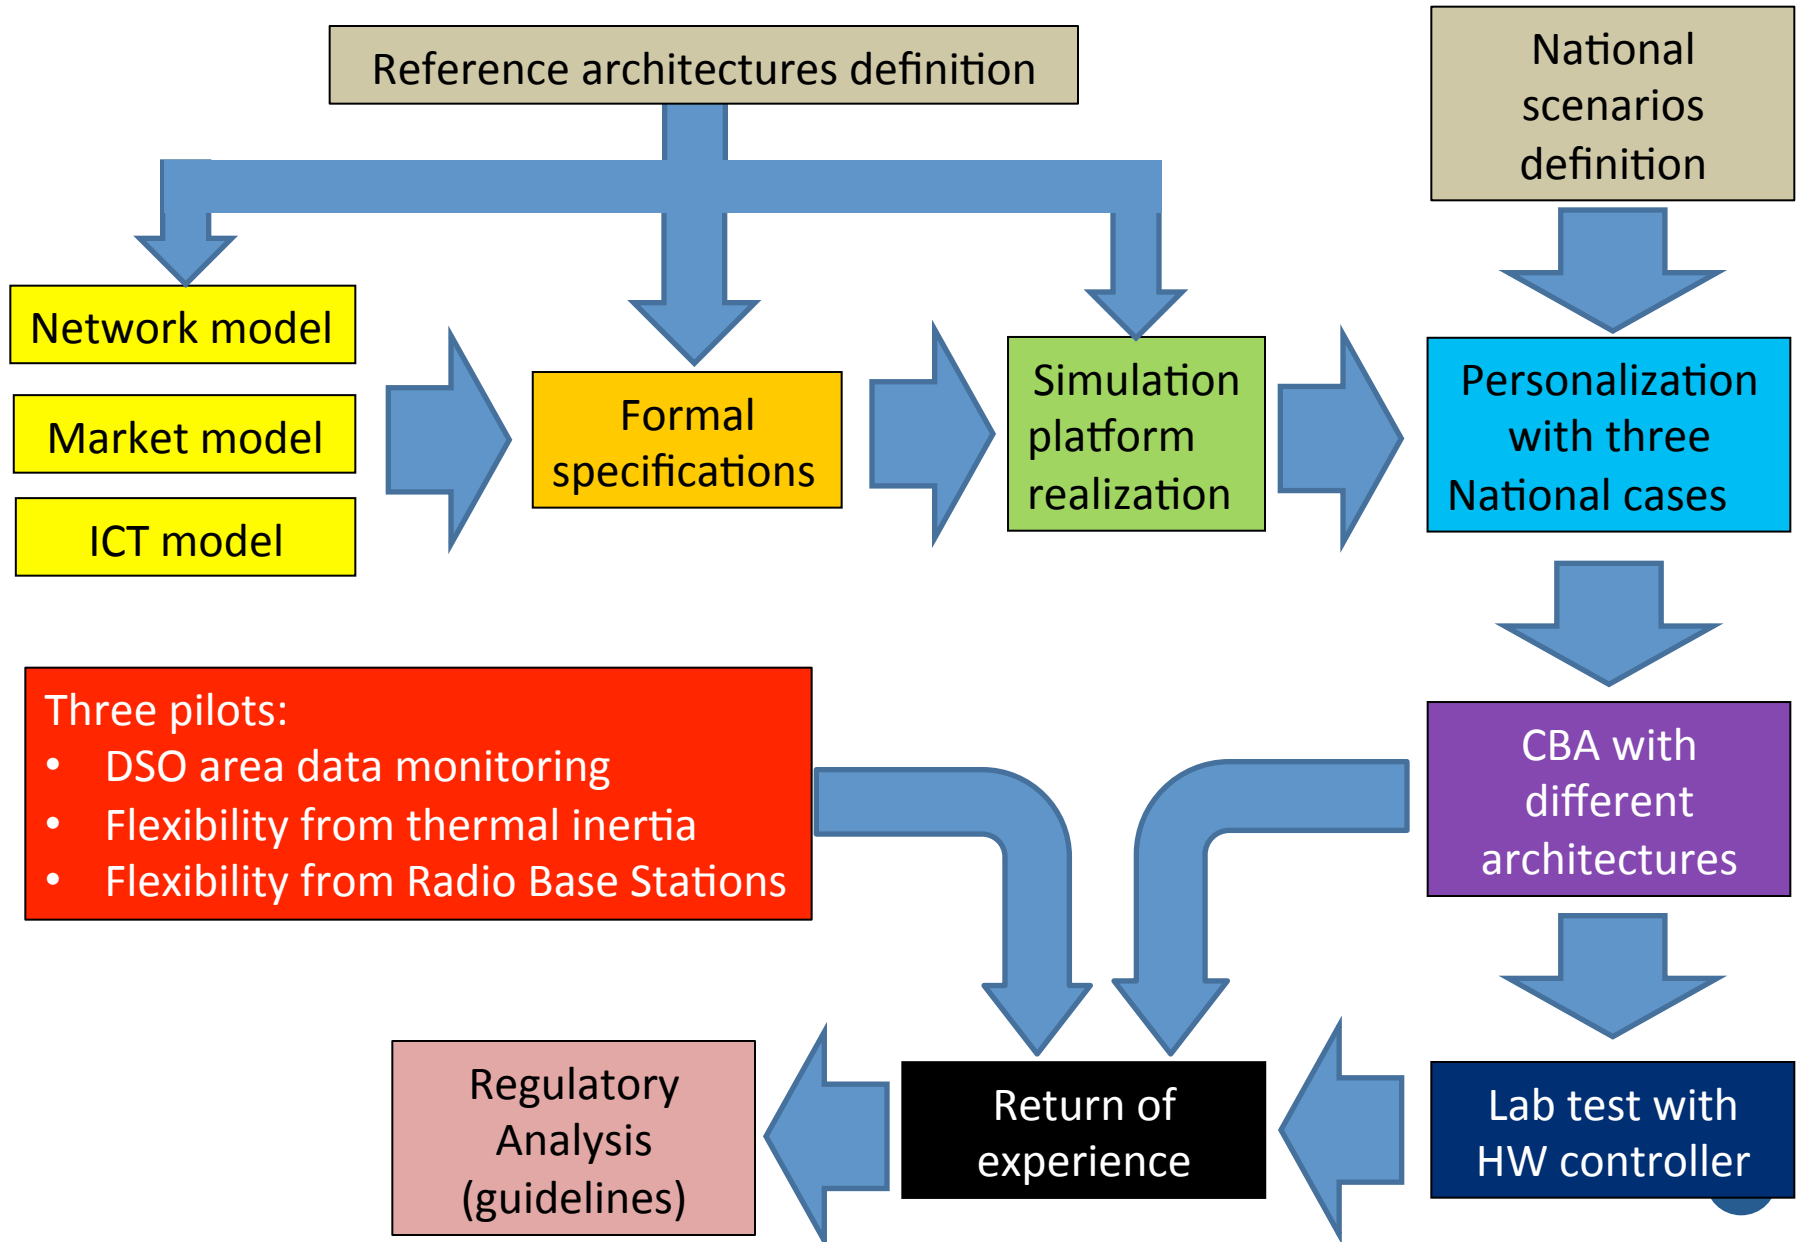 Reference architectures definition
National
scenarios
definition
Network model
Market model
ICT model
Formal
specifications
Simulation
platform
realization
Personalization
with three
National cases
Three pilots:
• DSO area data monitoring
• Flexibility from thermal inertia
• Flexibility from Radio Base Stations
CBA with
different
architectures
Regulatory
Analysis
(guidelines)
Return of
experience
Lab test with
HW controller